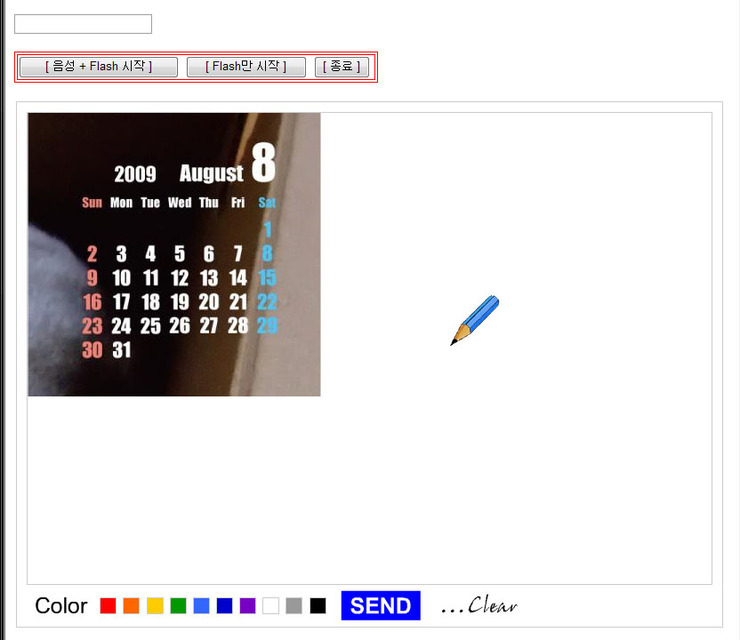 [ 음성 + Flash 시작 ] [ Flash만 시작 ] [ 종료 ]
2009 August 8
Sun Mon Tue Wed Thu Fri Sat
1
2 3 4 5 6 7 8
9 10 11 12 13 14 15
16 17 18 19 20 21 22
23 24 25 26 27 28 29
30 31
Color SEND ...Clear